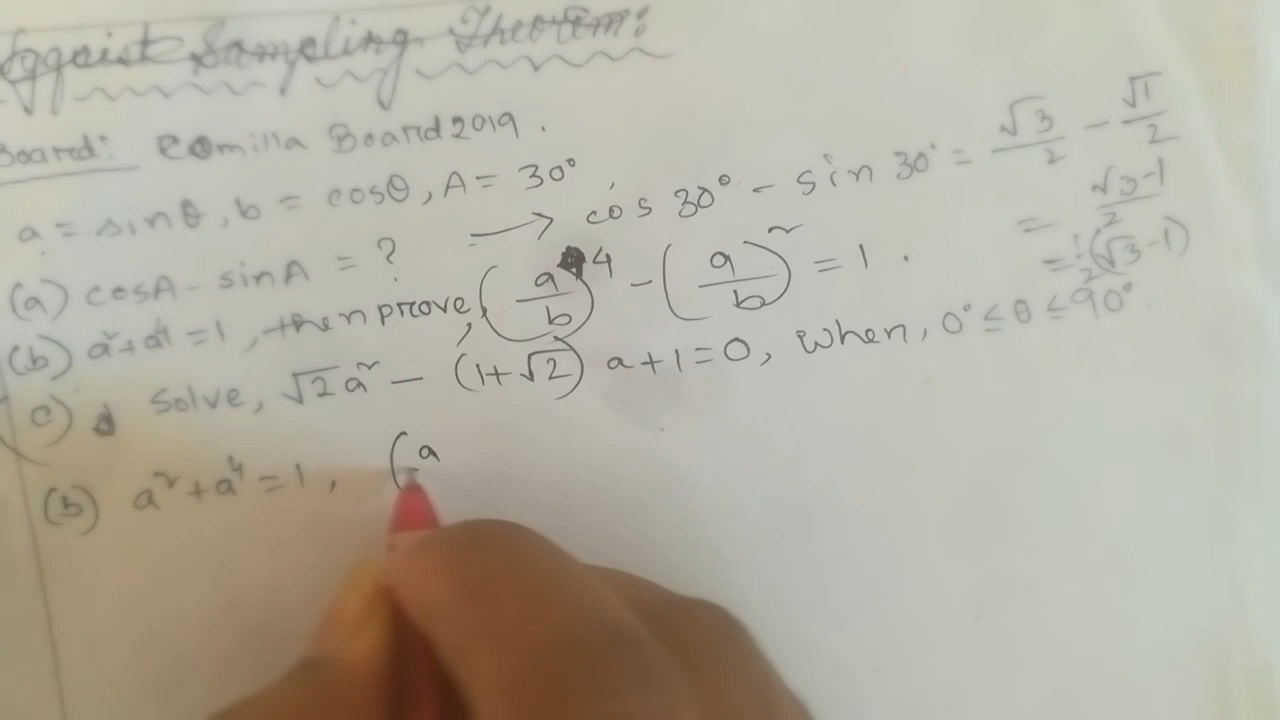 Sampling Theorem:
Board: Comilla Board 2019.
a = sinθ, b = cosθ, A = 30°
(a) cosA - sinA = ? → cos 30° - sin 30° = √3/2 - √1/2
= √3-1/2
= 1/2(√3-1)
(b) a²+a⁴ = 1, then prove, (a/b)⁴ - (a/b)² = 1.
c) Solve, √2a² - (1+√2) a+1=0, when, 0° ≤ θ ≤ 90°.
(b) a²+a⁴ = 1, (a